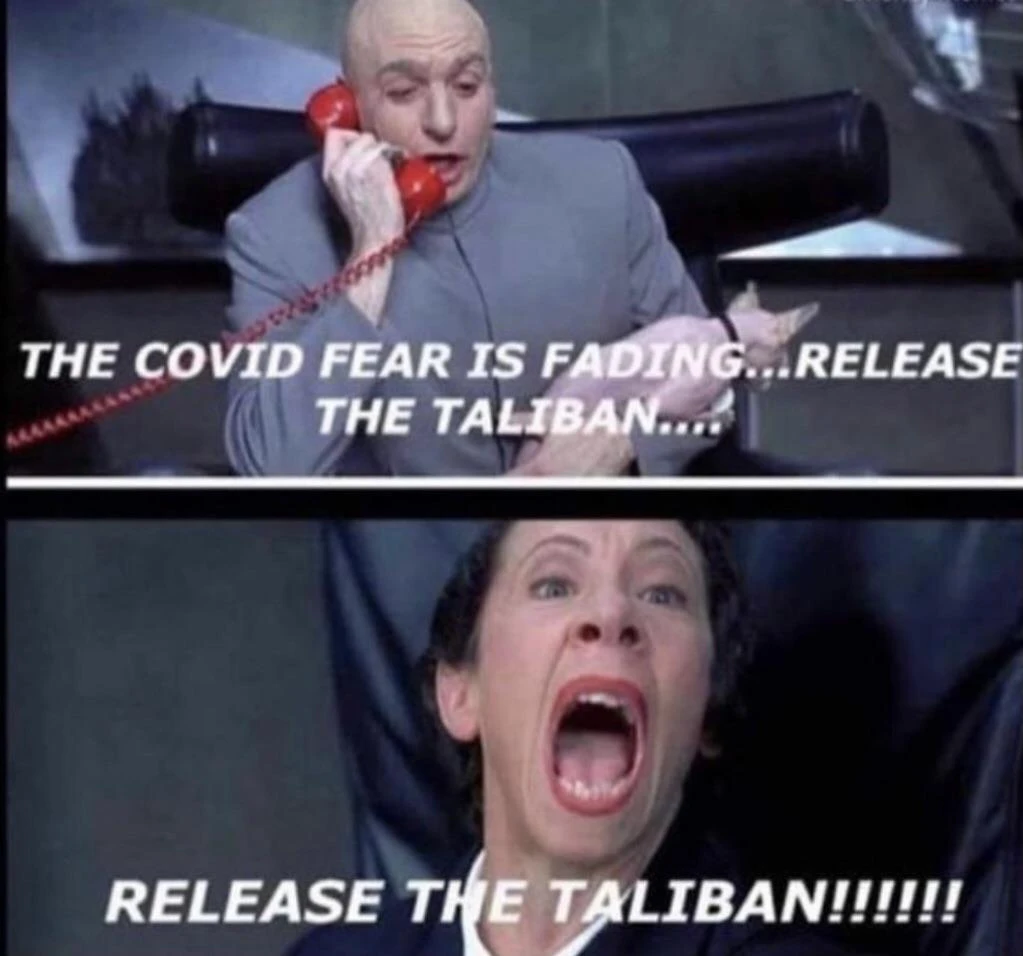 THE COVID FEAR IS FADING...RELEASE
THE TALIBAN....
RELEASE THE TALIBAN!!!!!!